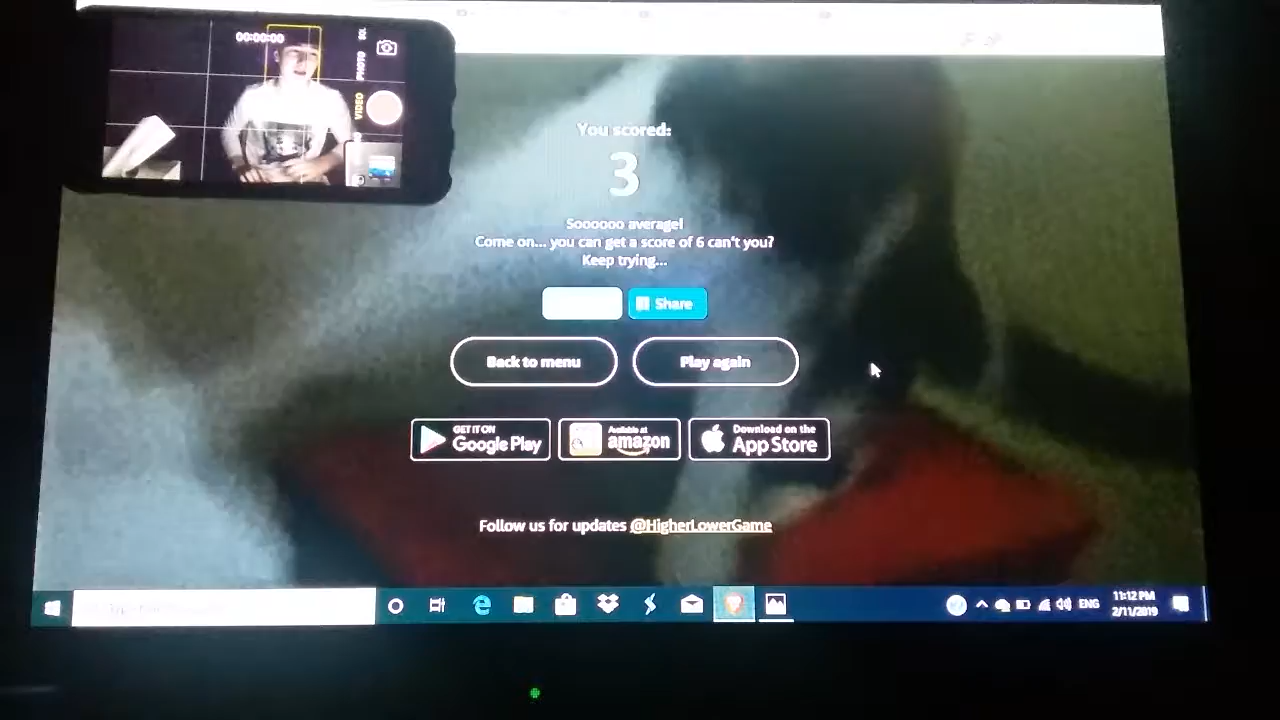 00:00:00
PHOTO
VIDEO
You scored:
3
Soooooo average!
Come on... you can get a score of 6 can't you?
Keep trying...
Share
Back to menu
Play again
GET IT ON
Google Play
Available at
amazon
Download on the
App Store
Follow us for updates @HigherLowerGame
ENG
11:12 PM
2/11/2019